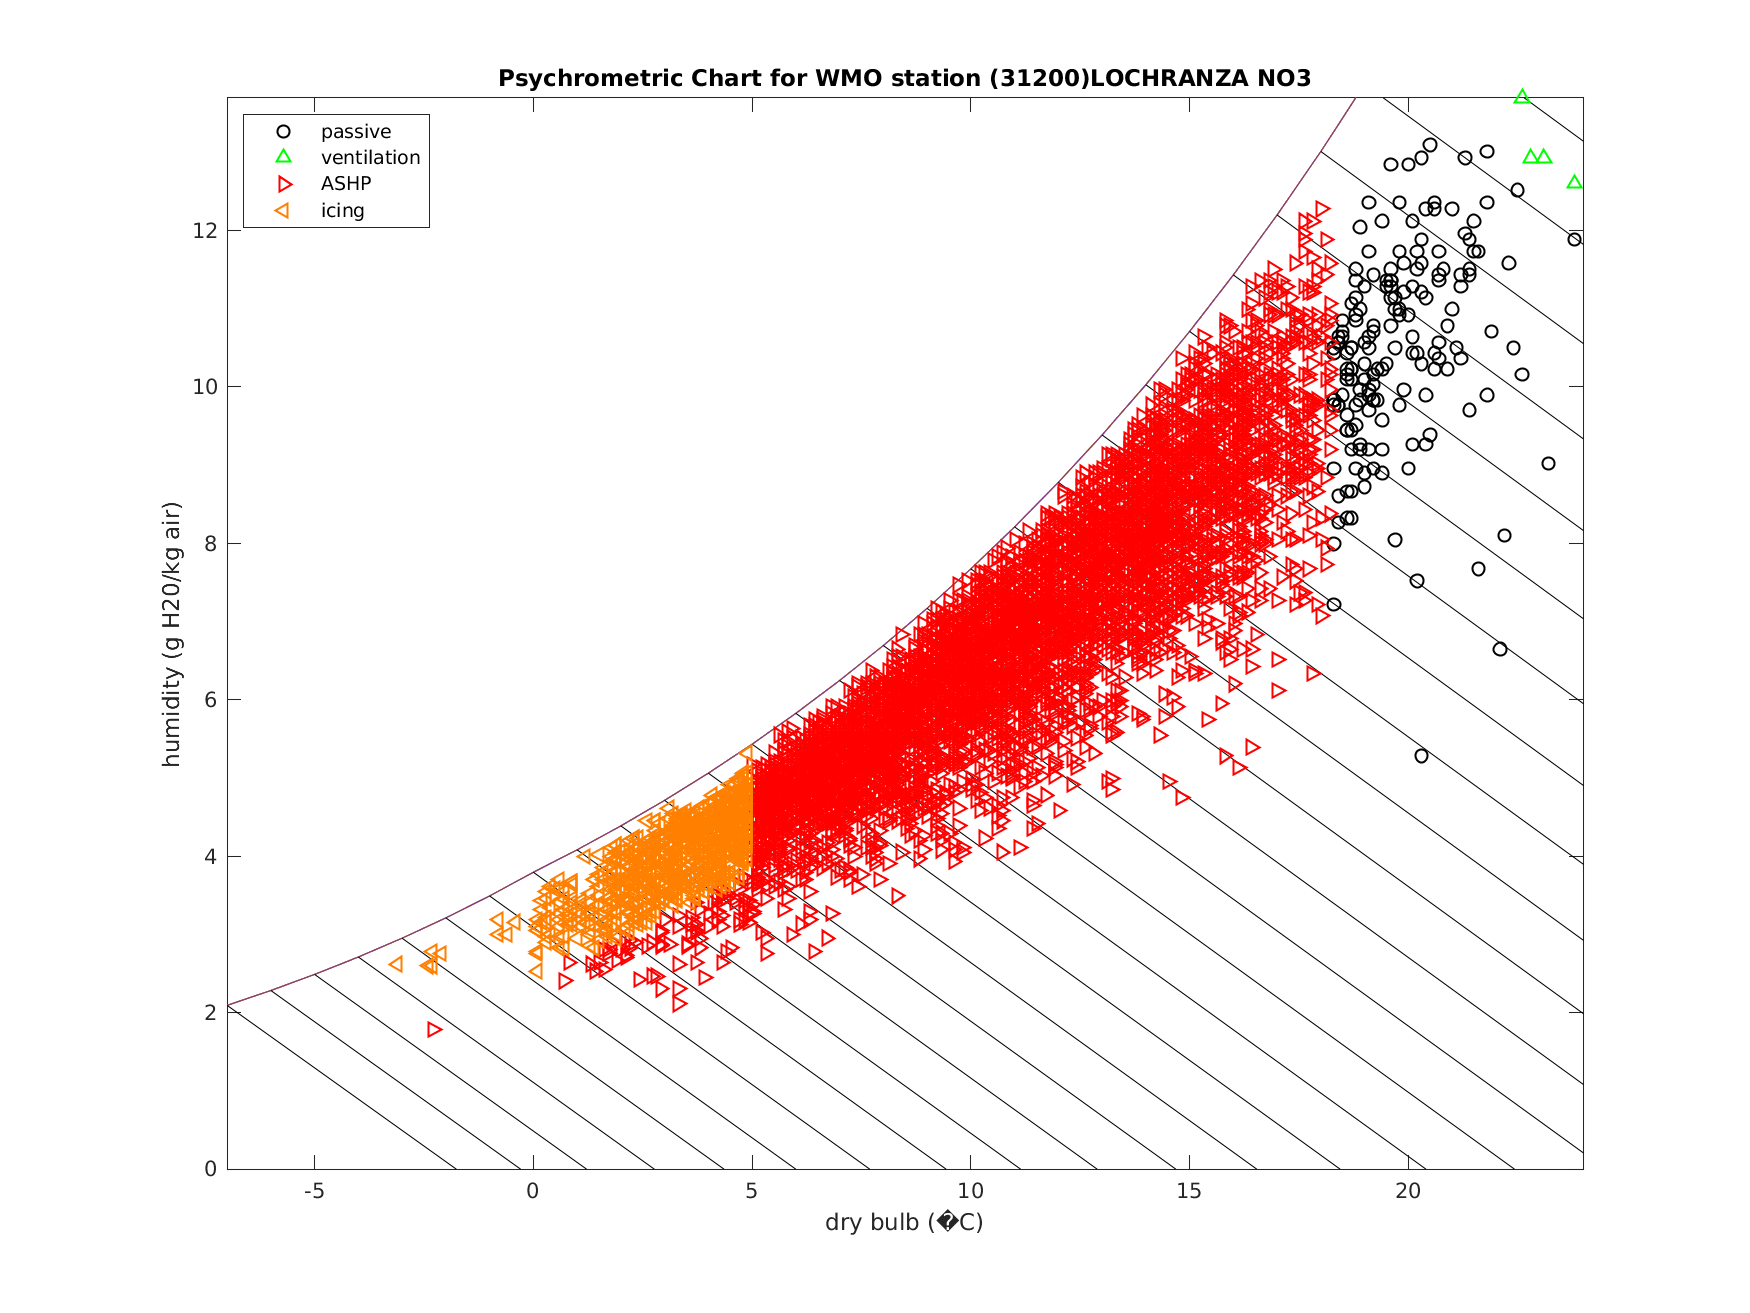 Psychrometric Chart for WMO station (31200)LOCHRANZA NO3
passive
ventilation
ASHP
icing
humidity (g H20/kg air)
12
10
8
6
4
2
0
-5
0
5
10
15
20
dry bulb (�C)